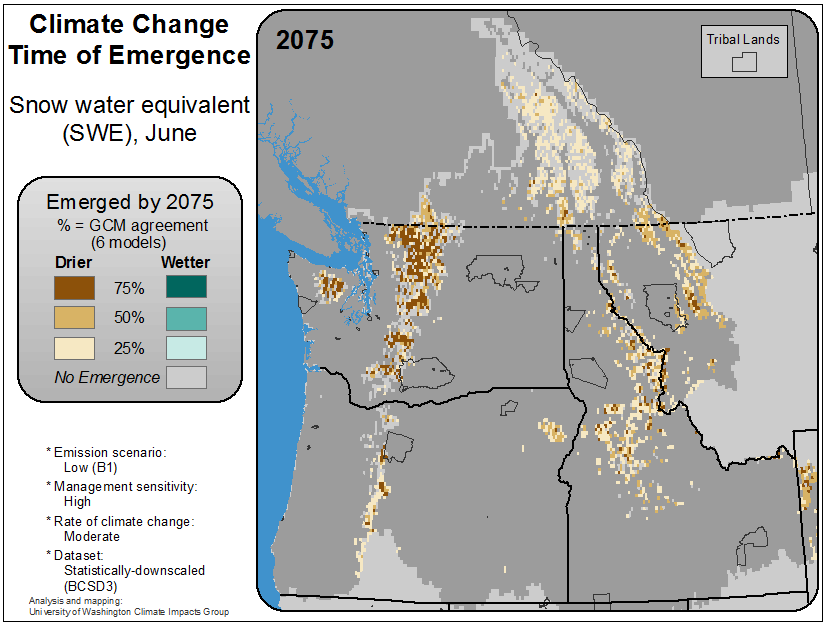 Climate Change
Time of Emergence
Snow water equivalent
(SWE), June
Emerged by 2075
% = GCM agreement
(6 models)
Drier Wetter
75%
50%
25%
No Emergence
* Emission scenario:
Low (B1)
* Management sensitivity:
High
* Rate of climate change:
Moderate
* Dataset:
Statistically-downscaled
(BCSD3)
Analysis and mapping:
University of Washington Climate Impacts Group
2075
Tribal Lands